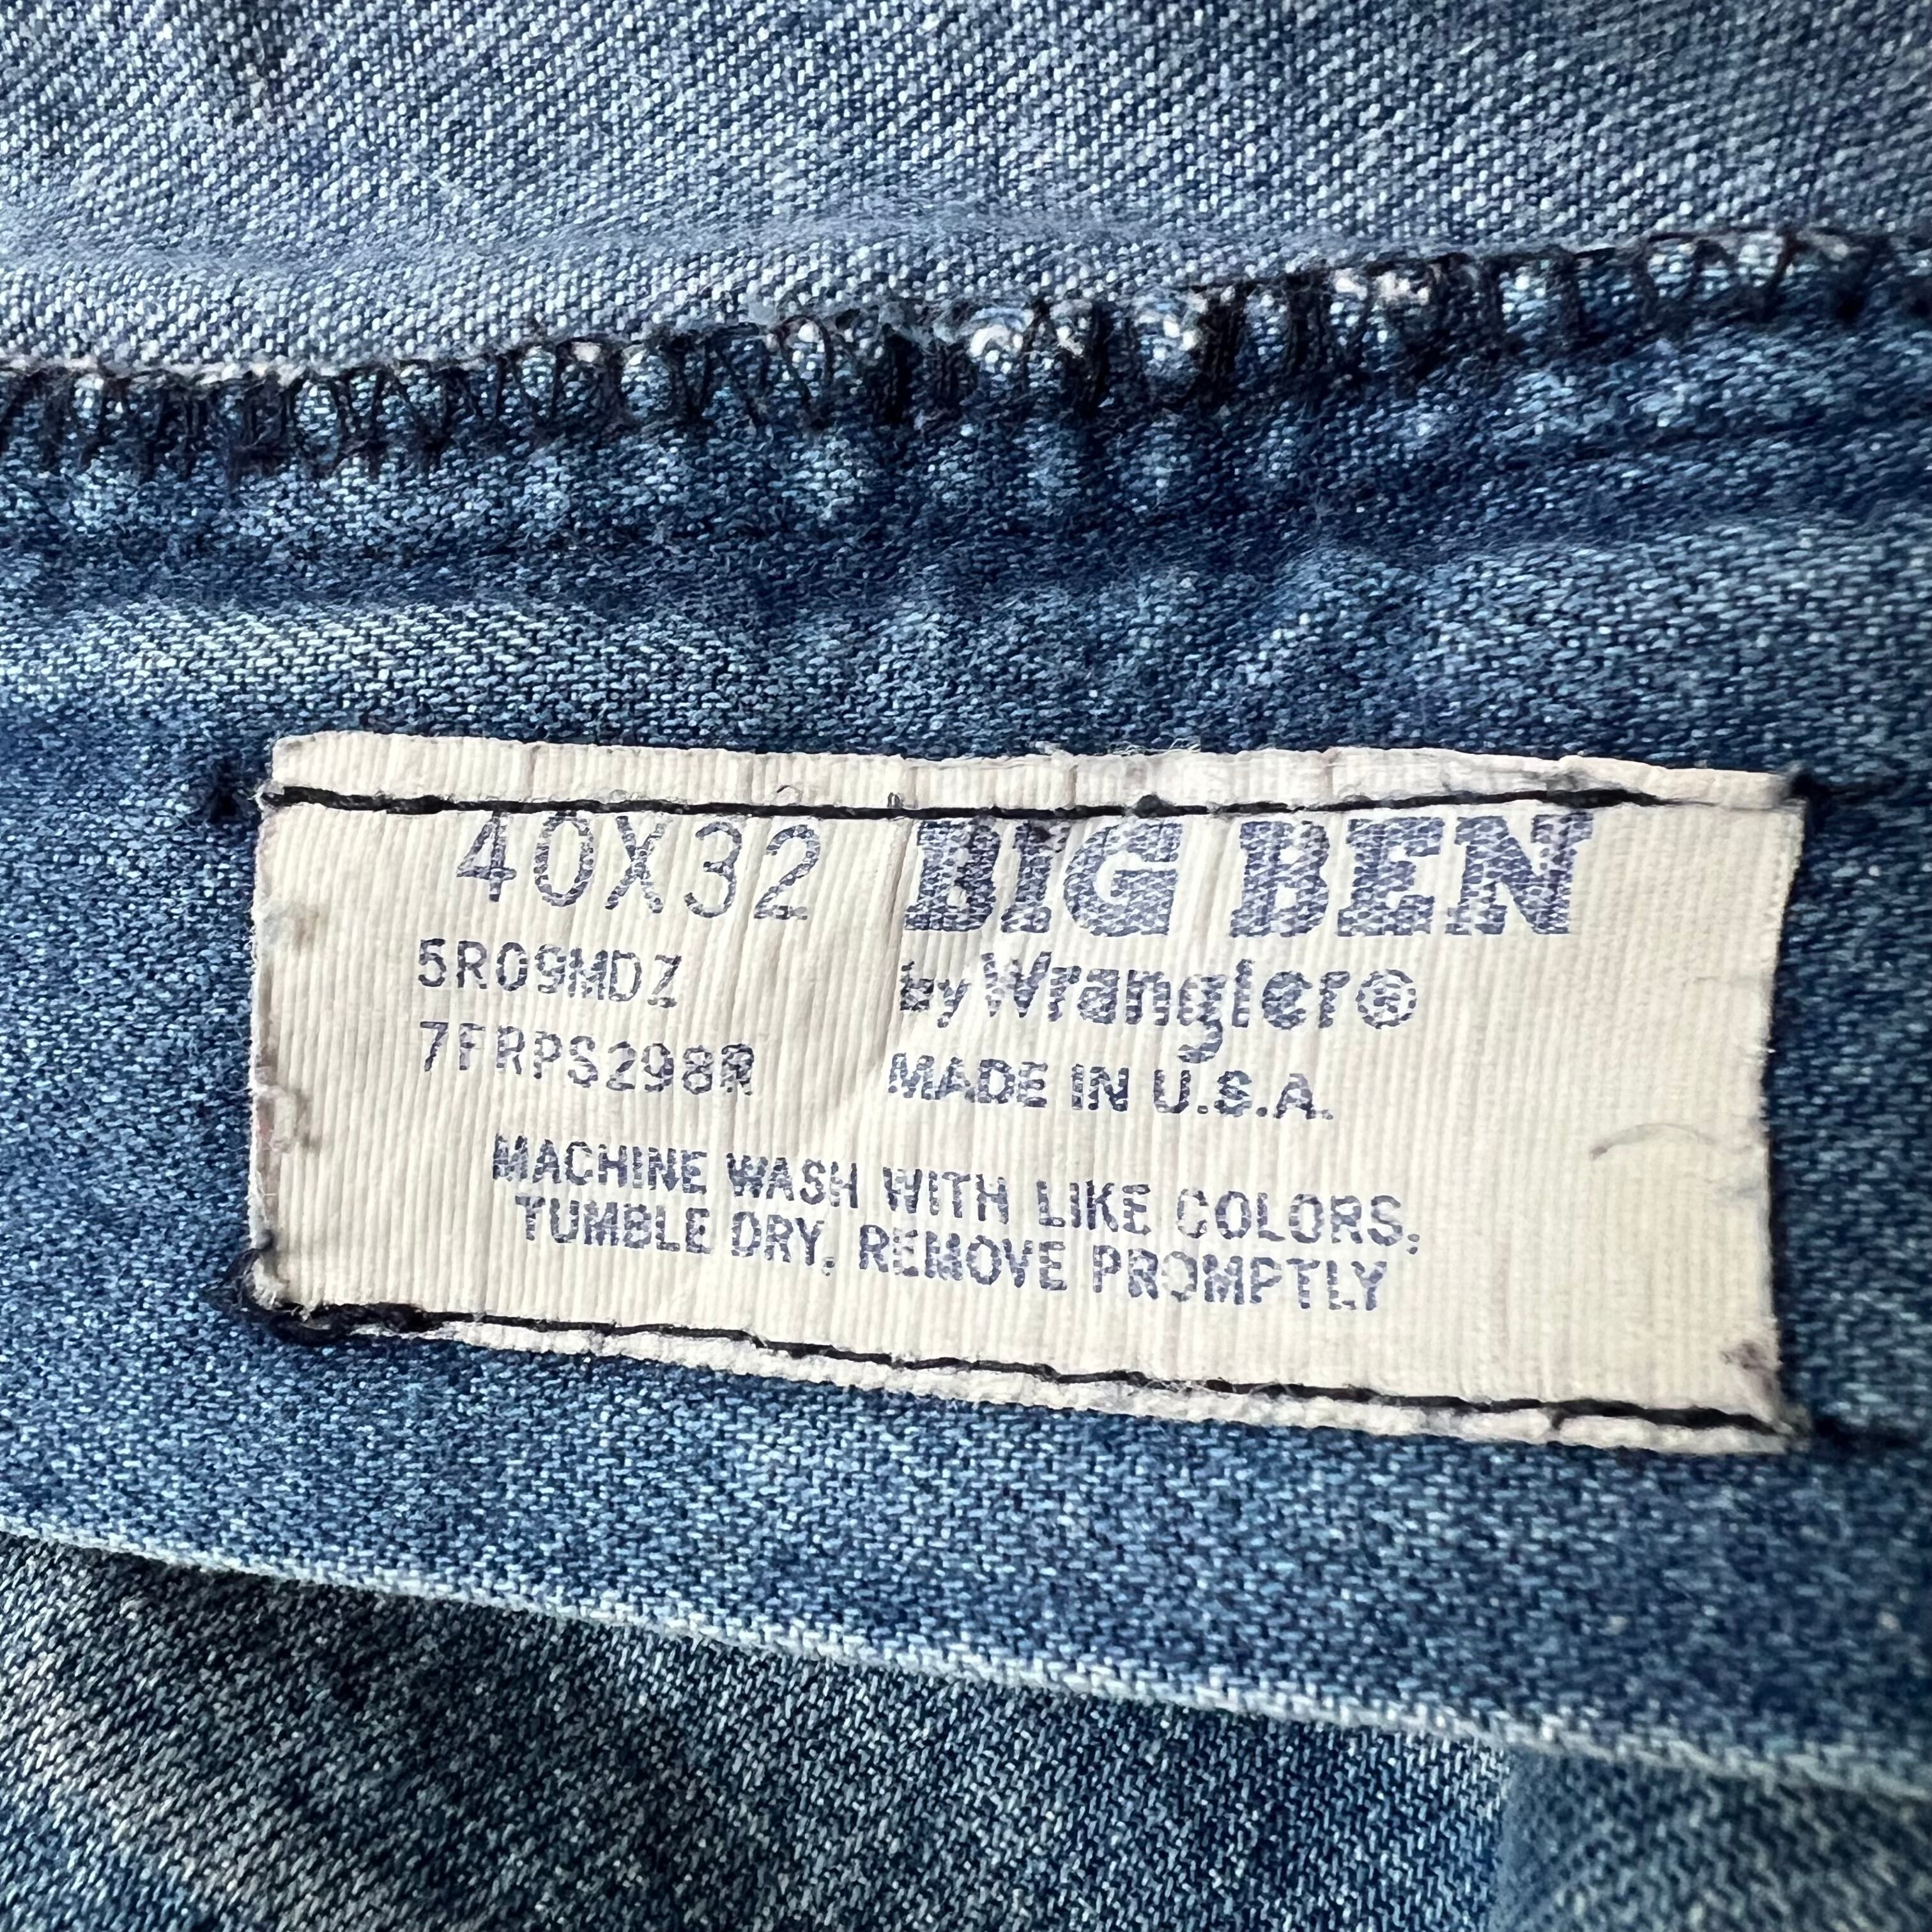 40X32 BIG BEN
5R09MDZ by Wrangler®
7FRPS298R MADE IN U.S.A.
MACHINE WASH WITH LIKE COLORS,
TUMBLE DRY, REMOVE PROMPTLY